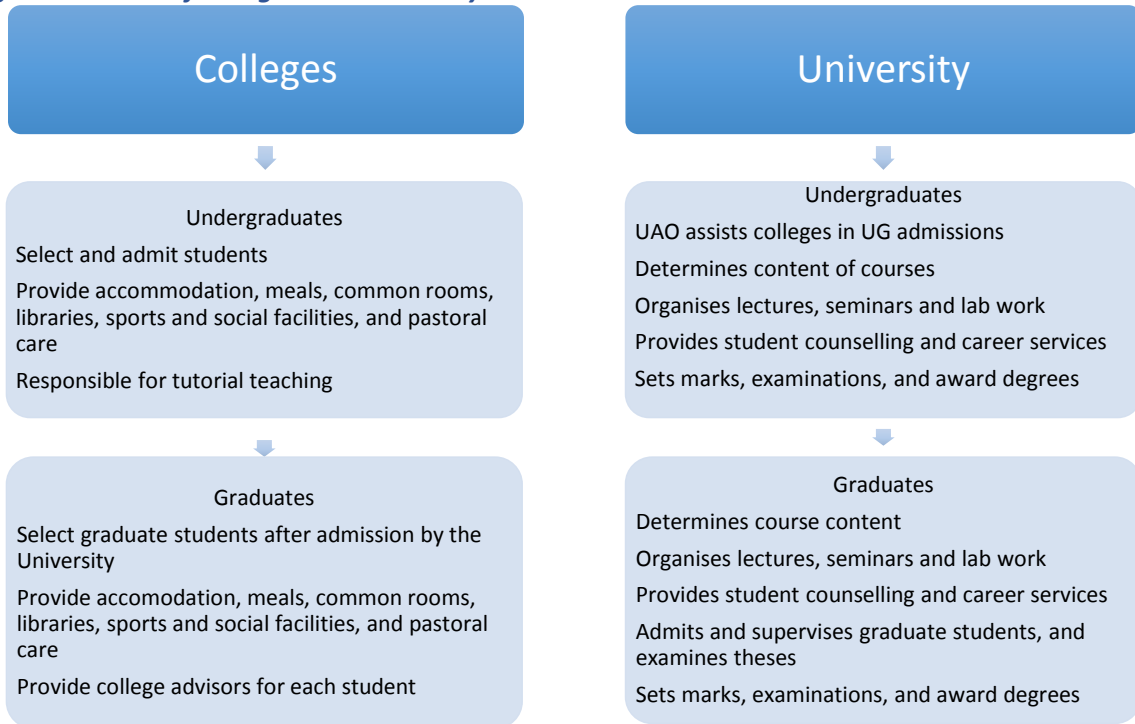 Colleges
Undergraduates
Select and admit students
Provide accommodation, meals, common rooms,
libraries, sports and social facilities, and pastoral
care
Responsible for tutorial teaching
Graduates
Select graduate students after admission by the
University
Provide accomodation, meals, common rooms,
libraries, sports and social facilities, and pastoral
care
Provide college advisors for each student
University
Undergraduates
UAO assists colleges in UG admissions
Determines content of courses
Organises lectures, seminars and lab work
Provides student counselling and career services
Sets marks, examinations, and award degrees
Graduates
Determines course content
Organises lectures, seminars and lab work
Provides student counselling and career services
Admits and supervises graduate students, and
examines theses
Sets marks, examinations, and award degrees